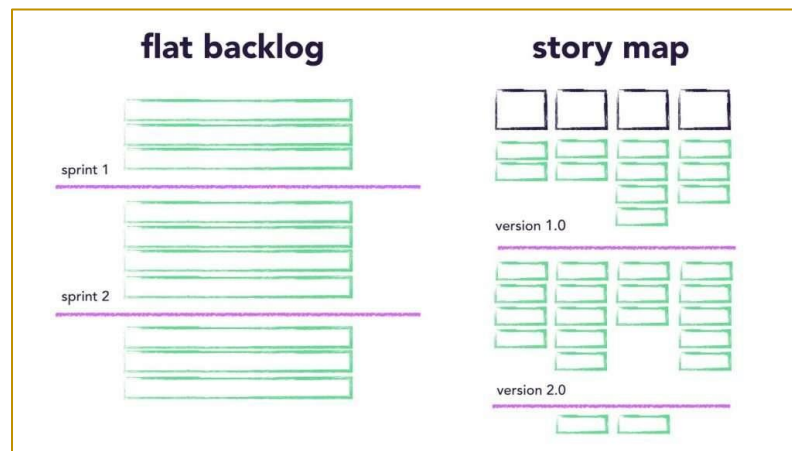 flat backlog
sprint 1
sprint 2
story map
version 1.0
version 2.0